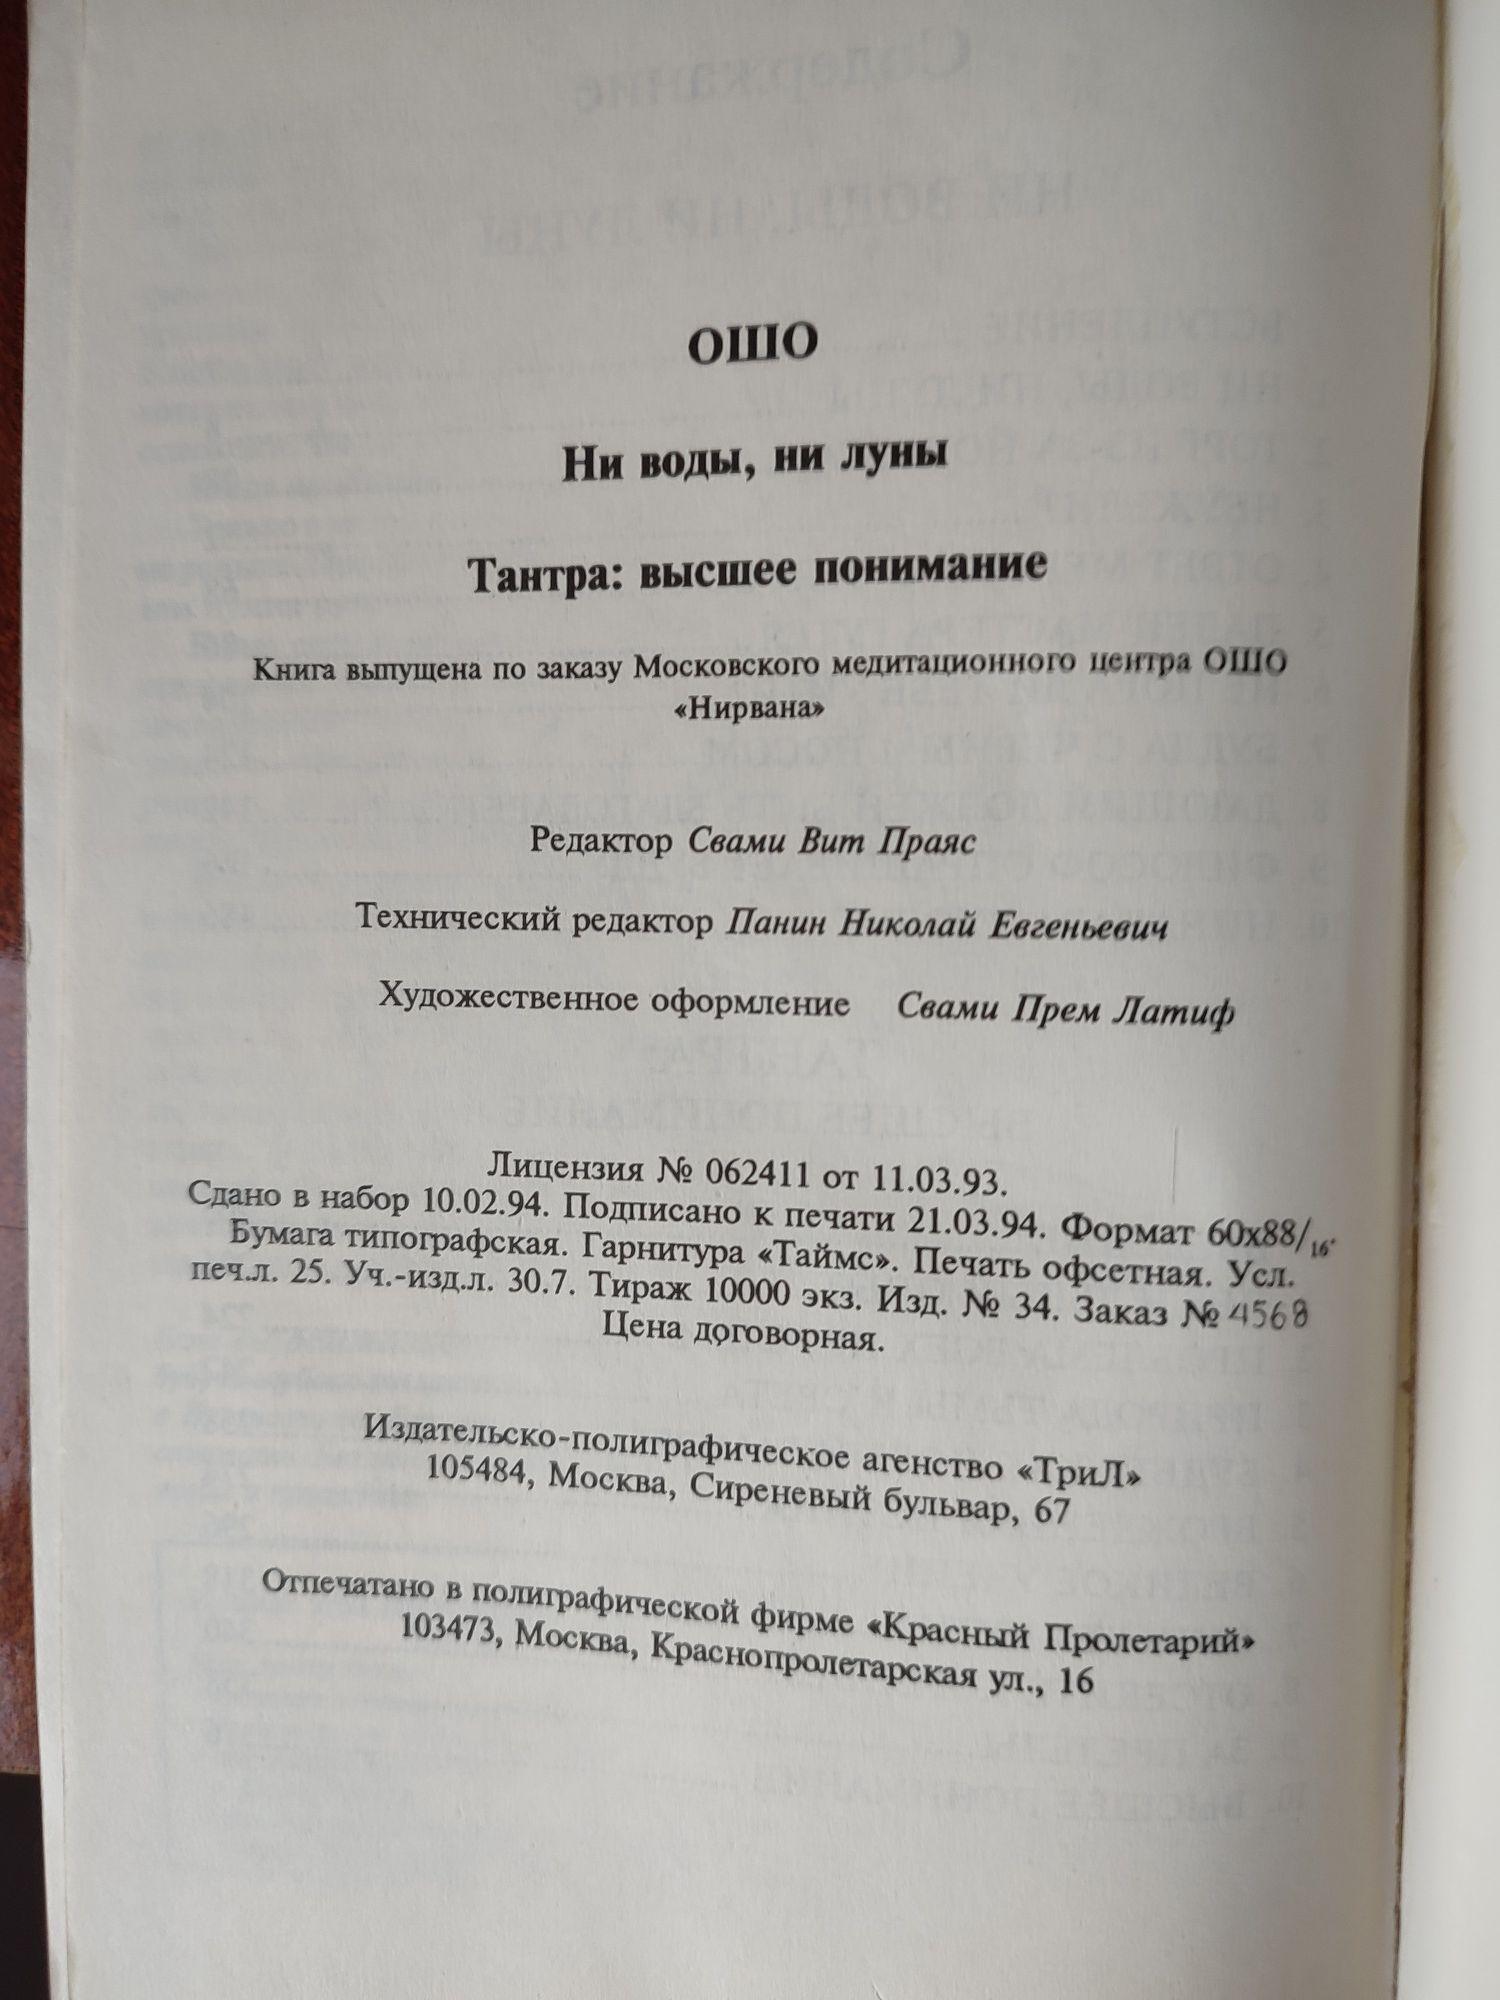 ОШО
Ни воды, ни луны
Тантра: высшее понимание
Книга выпущена по заказу Московского медитационного центра ОШО
«Нирвана»
Редактор Свами Вит Праяс
Технический редактор Панин Николай Евгеньевич
Художественное оформление Свами Прем Латиф
Лицензия № 062411 от 11.03.93.
Сдано в набор 10.02.94. Подписано к печати 21.03.94. Формат 60х88/16.
Бумага типографская. Гарнитура «Таймс». Печать офсетная. Усл.
печ.л. 25. Уч.-изд.л. 30.7. Тираж 10000 экз. Изд. № 34. Заказ № 4568
Цена договорная.
Издательско-полиграфическое агенство «ТриЛ»
105484, Москва, Сиреневый бульвар, 67
Отпечатано в полиграфической фирме «Красный Пролетарий»
103473, Москва, Краснопролетарская ул., 16